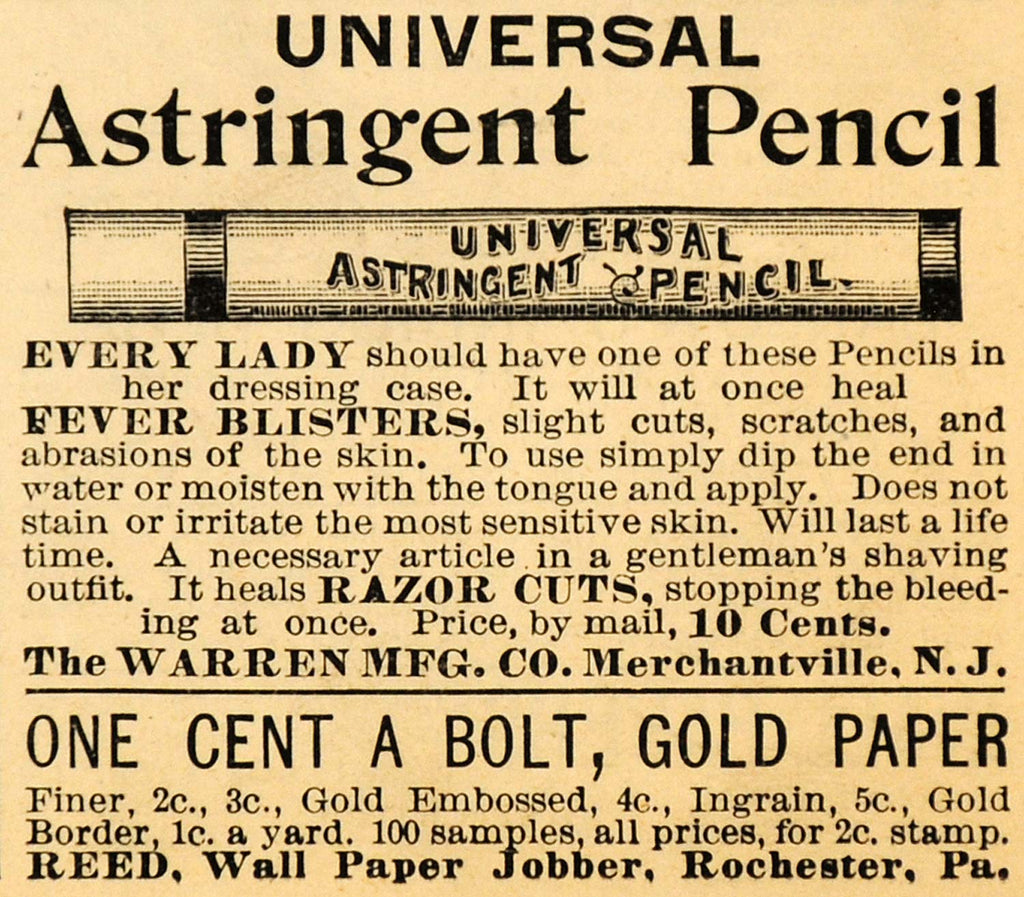 UNIVERSAL
Astringent Pencil
UNIVERSAL
ASTRINGENT PENCIL.
EVERY LADY should have one of these Pencils in
her dressing case. It will at once heal
FEVER BLISTERS, slight cuts, scratches, and
abrasions of the skin. To use simply dip the end in
water or moisten with the tongue and apply. Does not
stain or irritate the most sensitive skin. Will last a life
time. A necessary article in a gentleman's shaving
outfit. It heals RAZOR CUTS, stopping the bleed-
ing at once. Price, by mail, 10 Cents.
The WARREN MFG. CO. Merchantville, N. J.
ONE CENT A BOLT, GOLD PAPER
Finer, 2c., 3c., Gold Embossed, 4c., Ingrain, 5c., Gold
Border, 1c. a yard. 100 samples, all prices, for 2c. stamp.
REED, Wall Paper Jobber, Rochester, Pa.